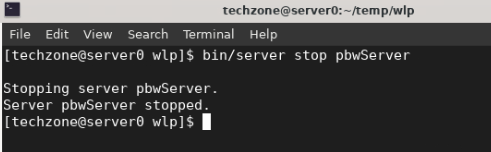 techzone@server0:~/temp/wlp
File Edit View Search Terminal Help
[techzone@server0 wlp]$ bin/server stop pbwServer
Stopping server pbwServer.
Server pbwServer stopped.
[techzone@server0 wlp]$